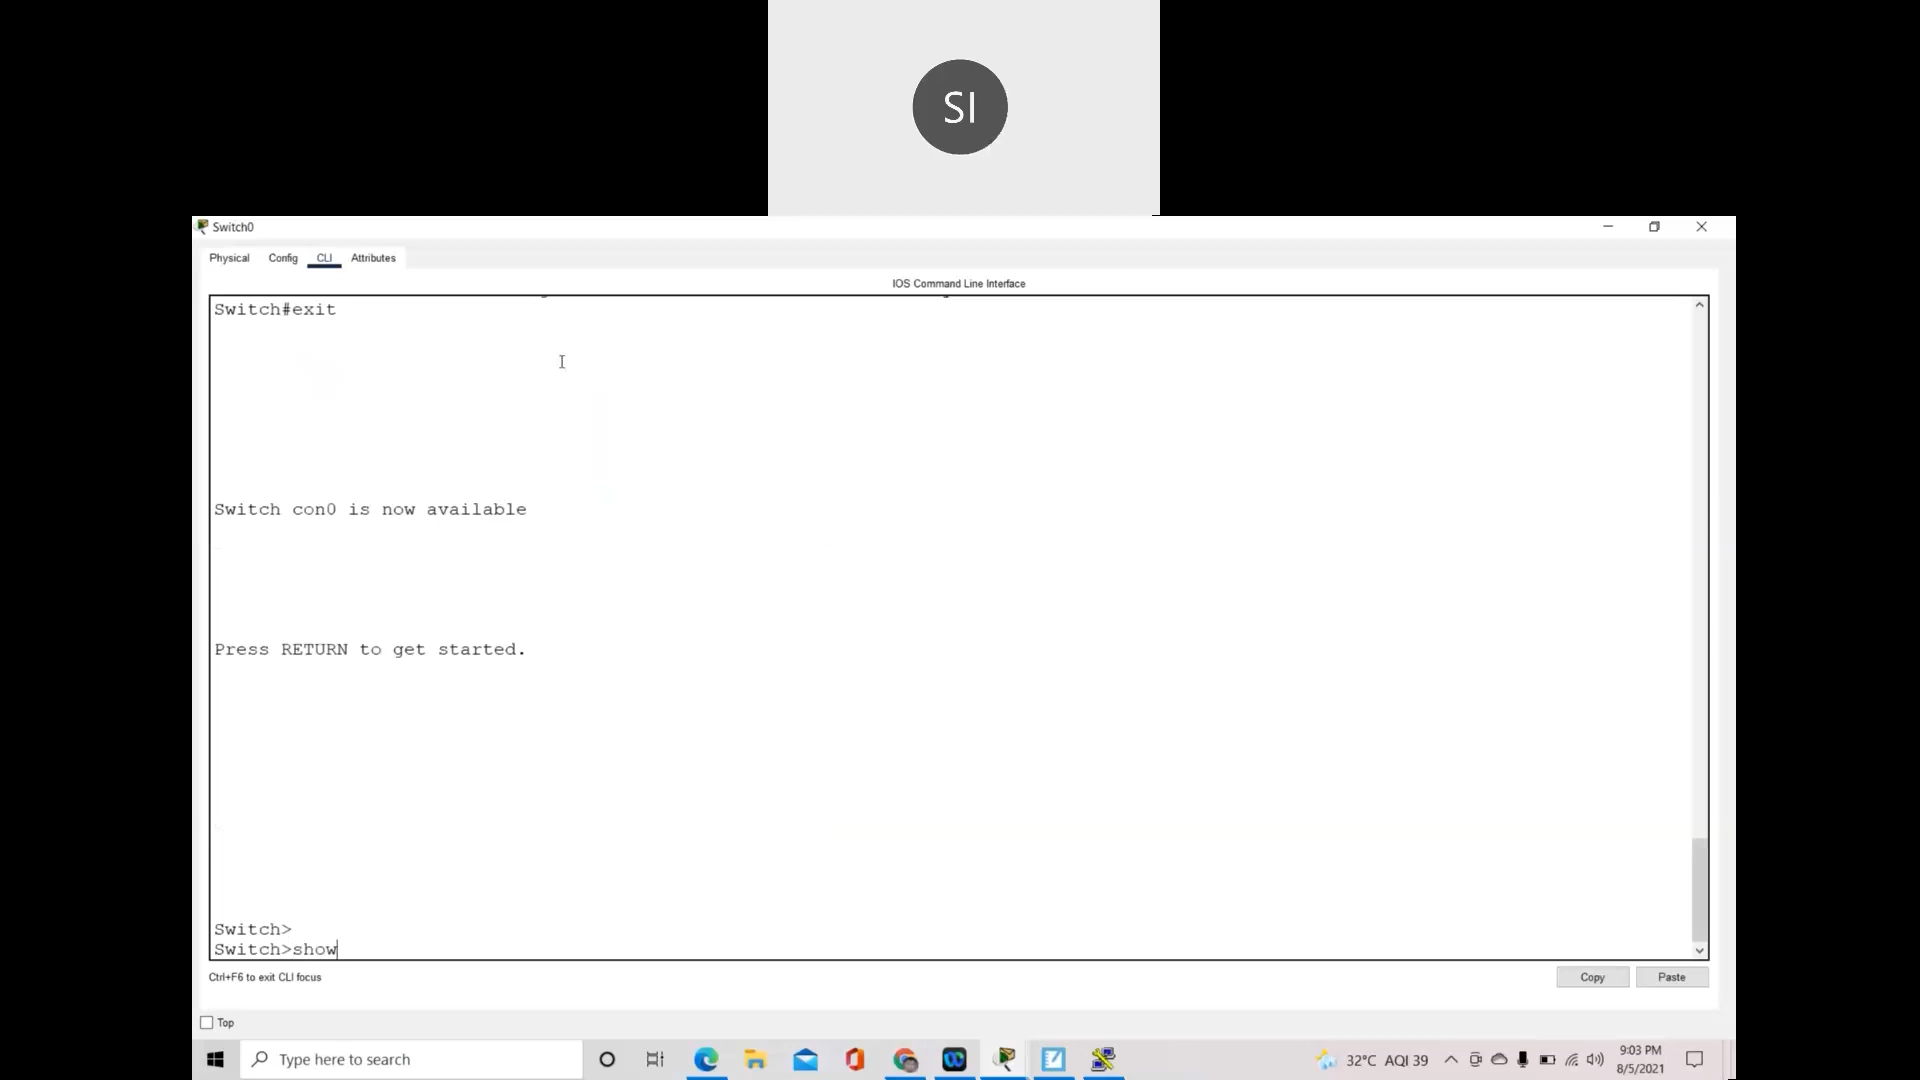 SI
Switch0
Physical Config CLI Attributes
IOS Command Line Interface
Switch#exit
Switch con0 is now available
Press RETURN to get started.
Switch>
Switch>show
Ctrl+F6 to exit CLI focus
Copy Paste
Top
Type here to search
32°C AQI 39
9:03 PM
8/5/2021